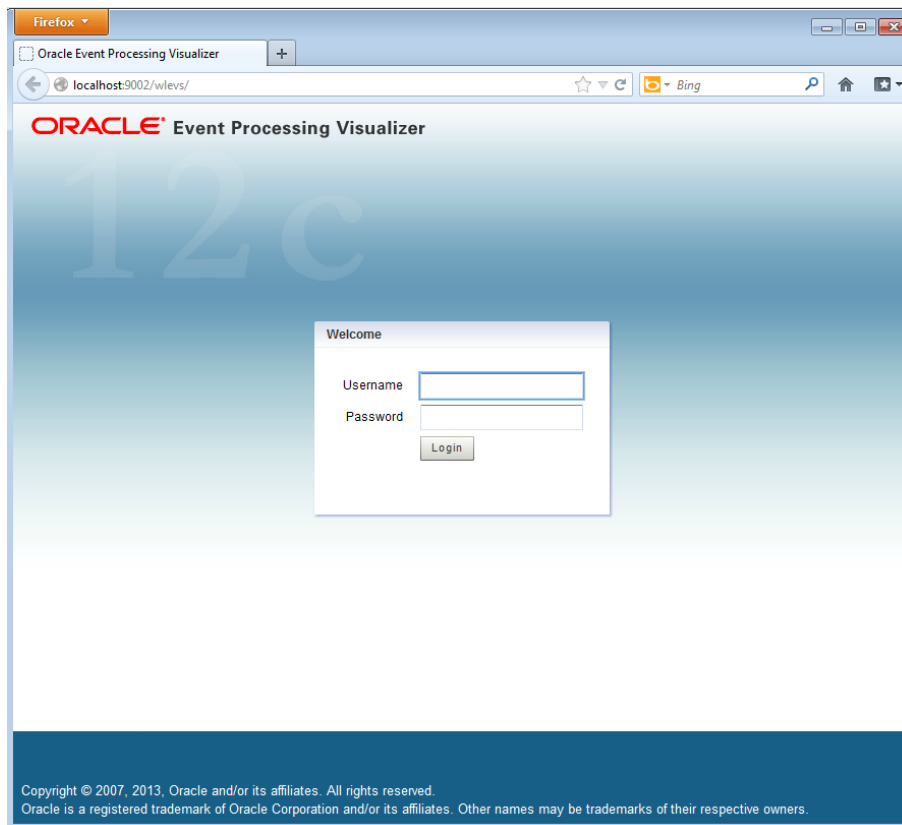 Firefox
Oracle Event Processing Visualizer
localhost:9002/wlevs/
Bing
ORACLE Event Processing Visualizer
12c
Welcome
Username
Password
Login
Copyright © 2007, 2013, Oracle and/or its affiliates. All rights reserved.
Oracle is a registered trademark of Oracle Corporation and/or its affiliates. Other names may be trademarks of their respective owners.